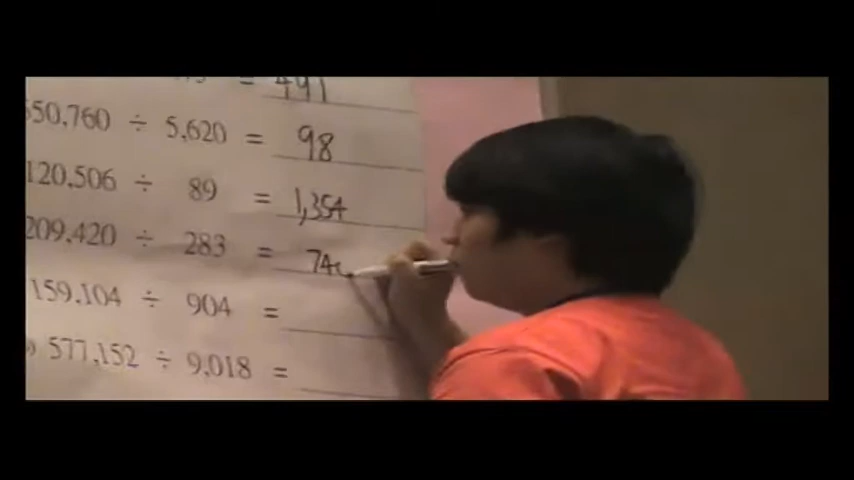 = 491
550,760 ÷ 5,620 = 98
120,506 ÷ 89 = 1,354
209,420 ÷ 283 = 74
159,104 ÷ 904 =
) 577,152 ÷ 9,018 =